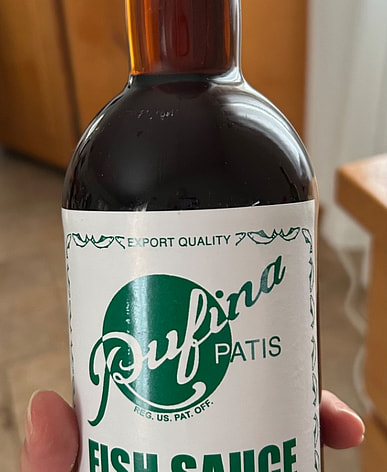 EXPORT QUALITY
Rufina
PATIS
REG. US. PAT. OFF.
FISH SAUCE